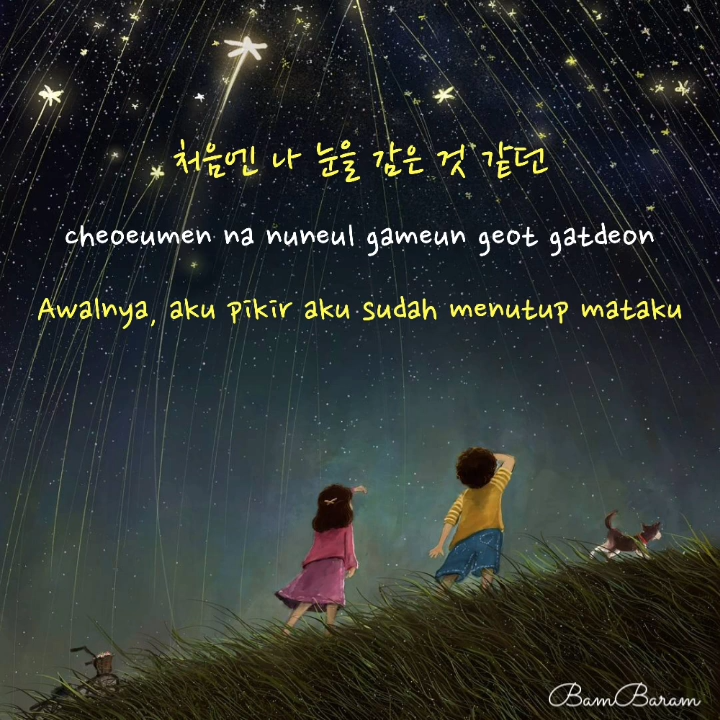 처음엔 나 눈을 감은 것 같던
cheoeumen na nuneul gameun geot gatdeon
Awalnya, aku pikir aku sudah menutup mataku
BamBaram